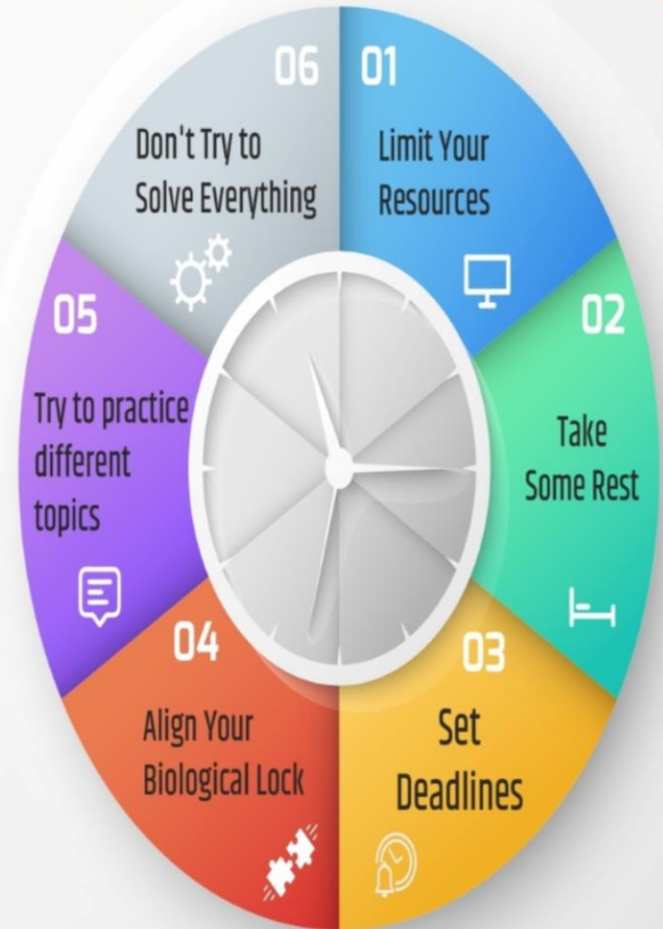 01
Limit Your
Resources
02
Take
Some Rest
03
Set
Deadlines
04
Align Your
Biological Lock
05
Try to practice
different
topics
06
Don't Try to
Solve Everything